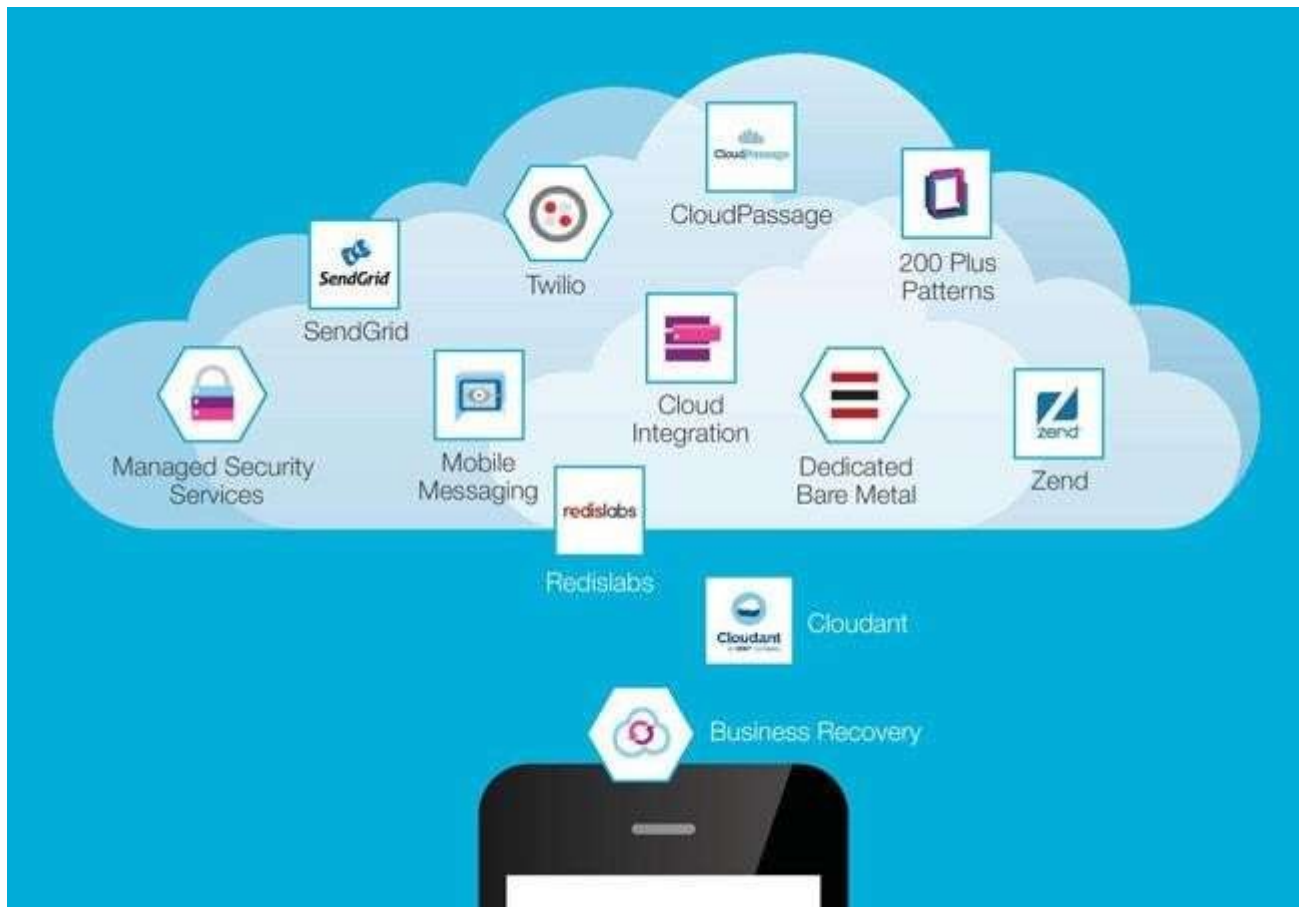 CloudPassage
CloudPassage
200 Plus
Patterns
Twilio
SendGrid
SendGrid
Cloud
Integration
Managed Security
Services
Mobile
Messaging
Dedicated
Bare Metal
zend
Zend
redislabs
Redislabs
Cloudant
Cloudant
Business Recovery